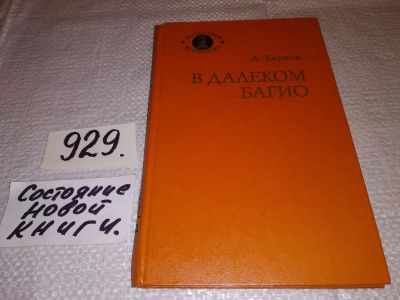 А. Карпов
В ДАЛЕКОМ
БАГИО
929.
Состояние
новой
книги.